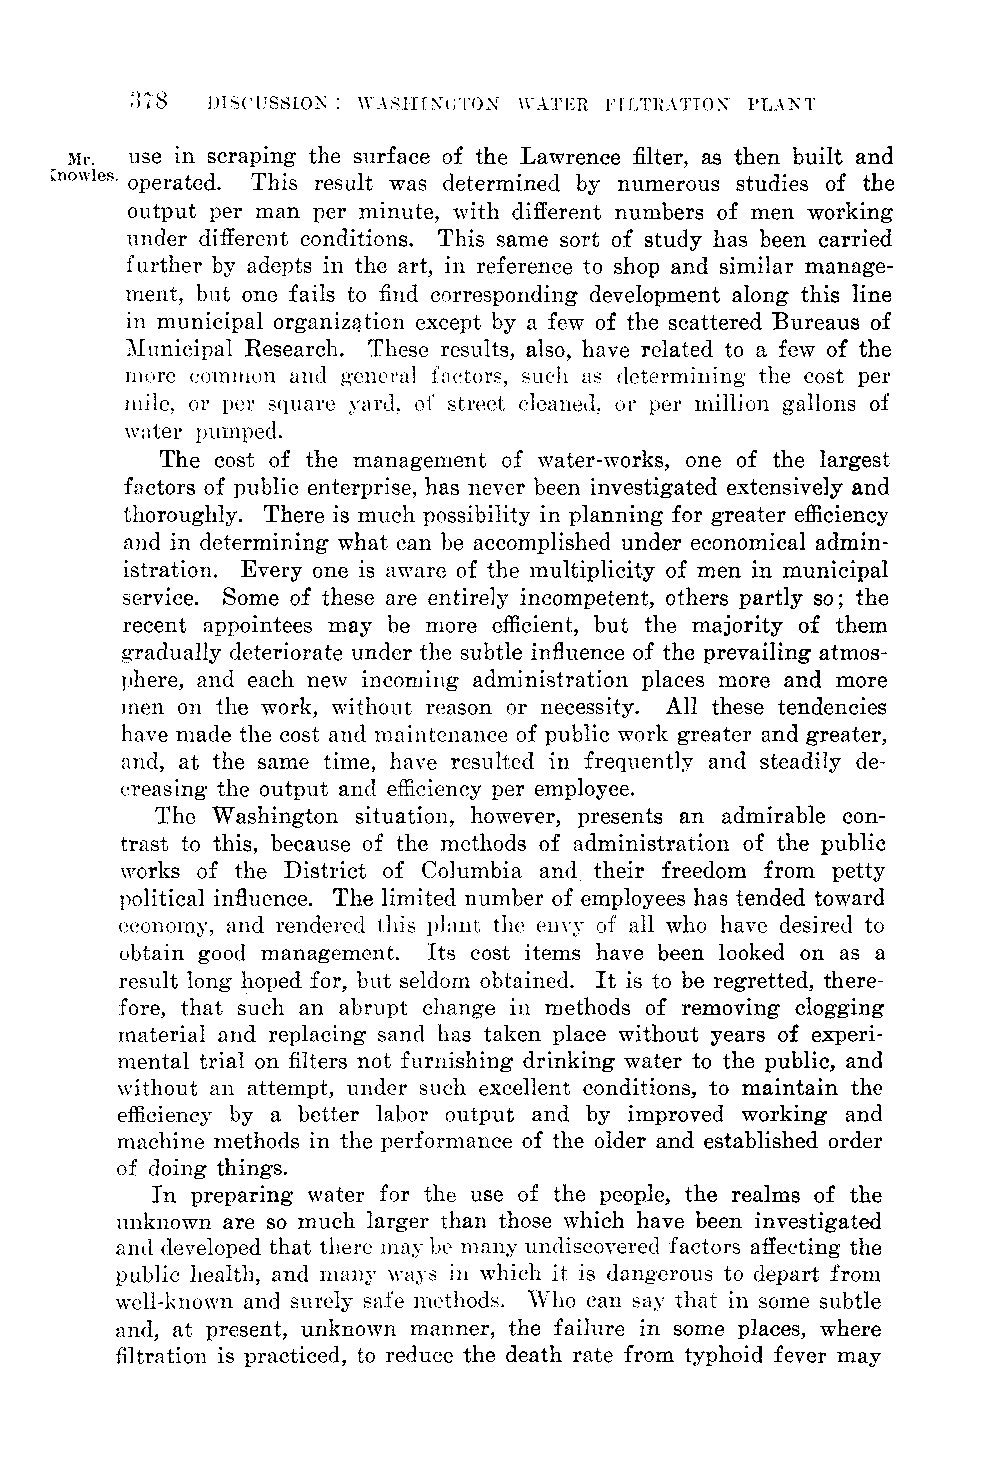 378 DISCUSSION: WASHINGTON WATER FILTRATION PLANT
Mr. use in scraping the surface of the Lawrence filter, as then built and
Knowles. operated. This result was determined by numerous studies of the
output per man per minute, with different numbers of men working
under different conditions. This same sort of study has been carried
further by adepts in the art, in reference to shop and similar manage-
ment, but one fails to find corresponding development along this line
in municipal organization except by a few of the scattered Bureaus of
Municipal Research. These results, also, have related to a few of the
more common and general factors, such as determining the cost per
mile, or per square yard, of street cleaned, or per million gallons of
water pumped.
The cost of the management of water-works, one of the largest
factors of public enterprise, has never been investigated extensively and
thoroughly. There is much possibility in planning for greater efficiency
and in determining what can be accomplished under economical admin-
istration. Every one is aware of the multiplicity of men in municipal
service. Some of these are entirely incompetent, others partly so; the
recent appointees may be more efficient, but the majority of them
gradually deteriorate under the subtle influence of the prevailing atmos-
phere, and each new incoming administration places more and more
men on the work, without reason or necessity. All these tendencies
have made the cost and maintenance of public work greater and greater,
and, at the same time, have resulted in frequently and steadily de-
creasing the output and efficiency per employee.
The Washington situation, however, presents an admirable con-
trast to this, because of the methods of administration of the public
works of the District of Columbia and their freedom from petty
political influence. The limited number of employees has tended toward
economy, and rendered this plant the envy of all who have desired to
obtain good management. Its cost items have been looked on as a
result long hoped for, but seldom obtained. It is to be regretted, there-
fore, that such an abrupt change in methods of removing clogging
material and replacing sand has taken place without years of experi-
mental trial on filters not furnishing drinking water to the public, and
without an attempt, under such excellent conditions, to maintain the
efficiency by a better labor output and by improved working and
machine methods in the performance of the older and established order
of doing things.
In preparing water for the use of the people, the realms of the
unknown are so much larger than those which have been investigated
and developed that there may be many undiscovered factors affecting the
public health, and many ways in which it is dangerous to depart from
well-known and surely safe methods. Who can say that in some subtle
and, at present, unknown manner, the failure in some places, where
filtration is practiced, to reduce the death rate from typhoid fever may